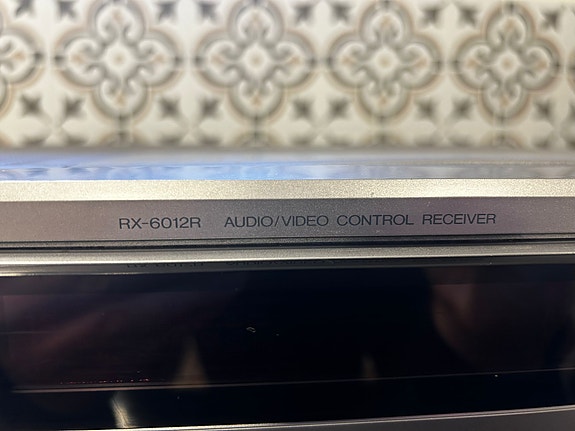 RX-6012R AUDIO/VIDEO CONTROL RECEIVER